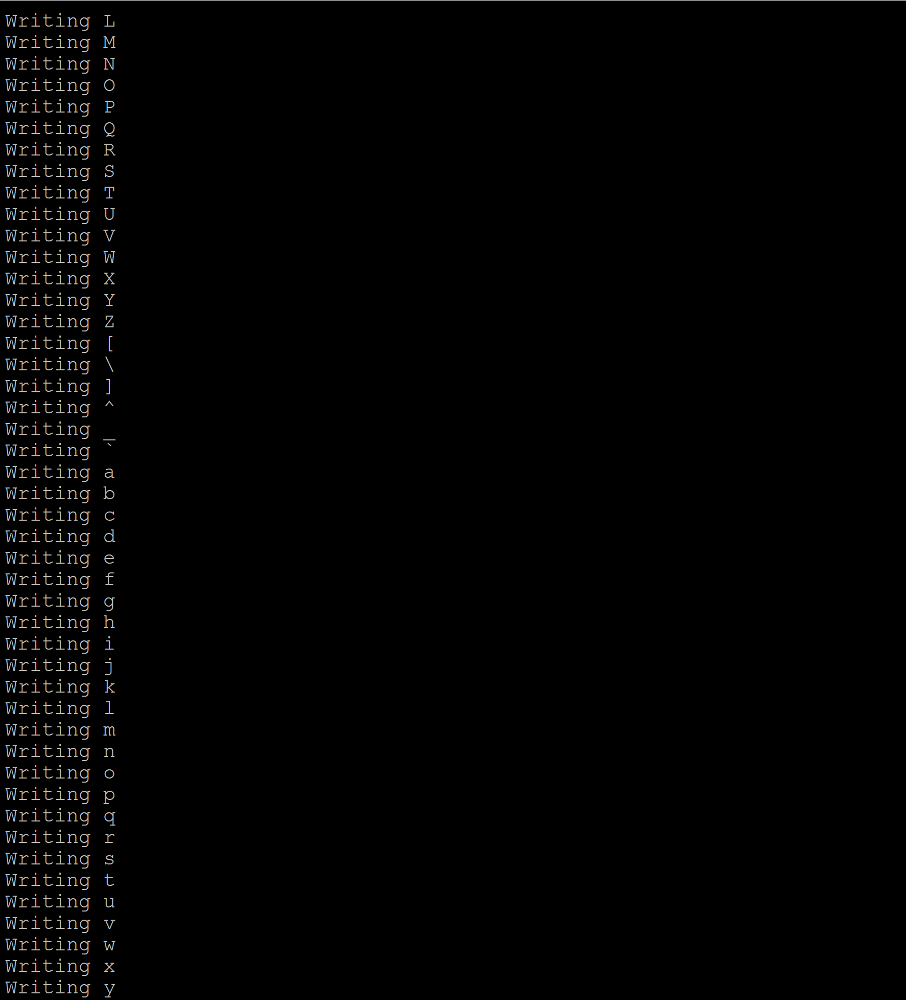 Writing L
Writing M
Writing N
Writing O
Writing P
Writing Q
Writing R
Writing S
Writing T
Writing U
Writing V
Writing W
Writing X
Writing Y
Writing Z
Writing [
Writing \
Writing ]
Writing ^
Writing _
Writing `
Writing a
Writing b
Writing c
Writing d
Writing e
Writing f
Writing g
Writing h
Writing i
Writing j
Writing k
Writing l
Writing m
Writing n
Writing o
Writing p
Writing q
Writing r
Writing s
Writing t
Writing u
Writing v
Writing w
Writing x
Writing y